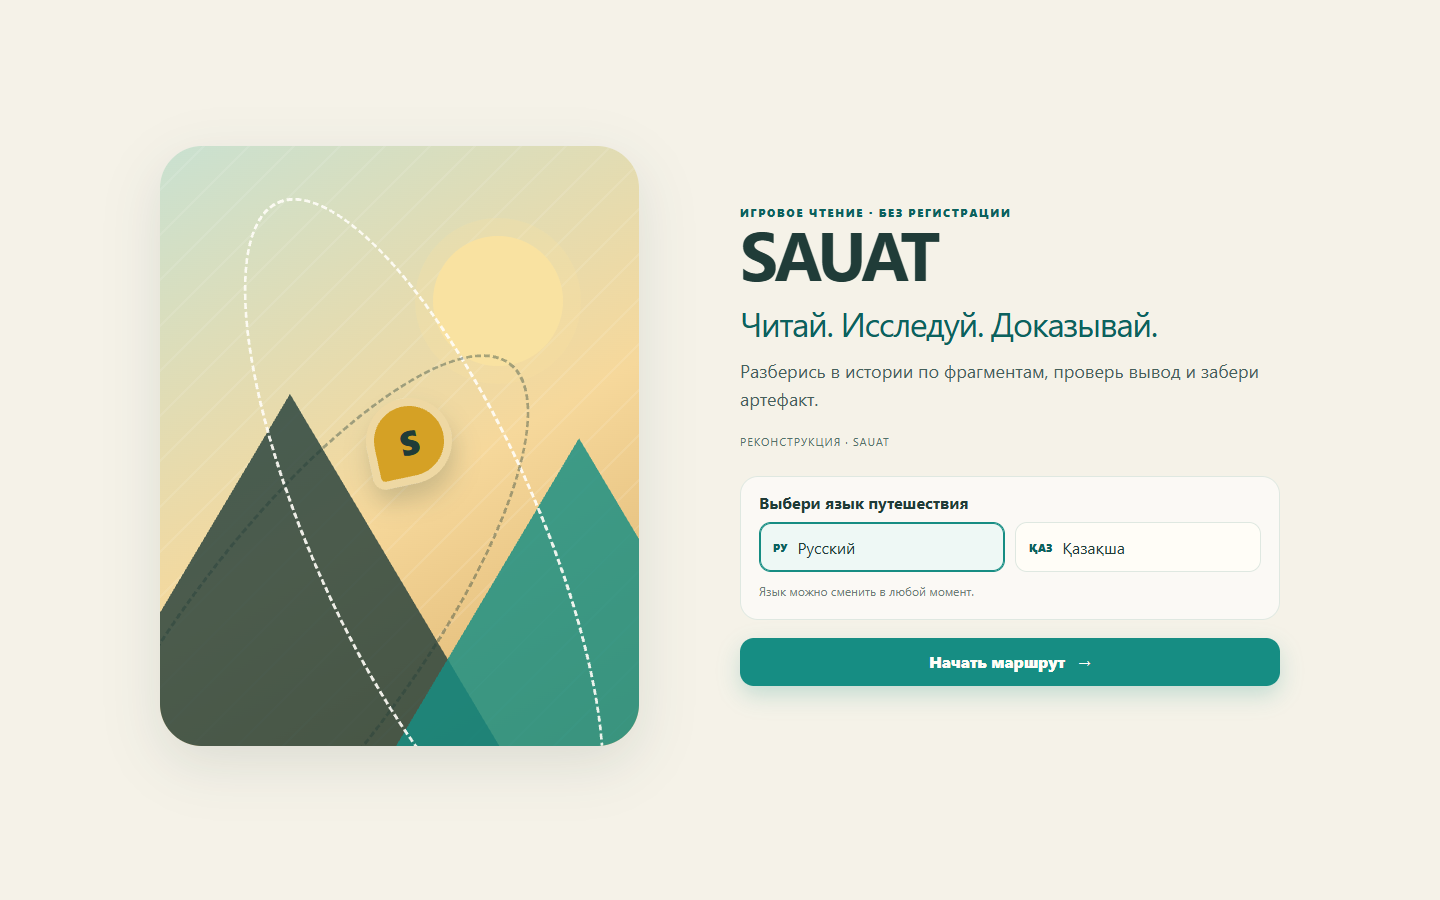 S
ИГРОВОЕ ЧТЕНИЕ · БЕЗ РЕГИСТРАЦИИ
SAUAT
Читай. Исследуй. Доказывай.
Разберись в истории по фрагментам, проверь вывод и забери
артефакт.
РЕКОНСТРУКЦИЯ · SAUAT
Выбери язык путешествия
РУ Русский
ҚАЗ Қазақша
Язык можно сменить в любой момент.
Начать маршрут →